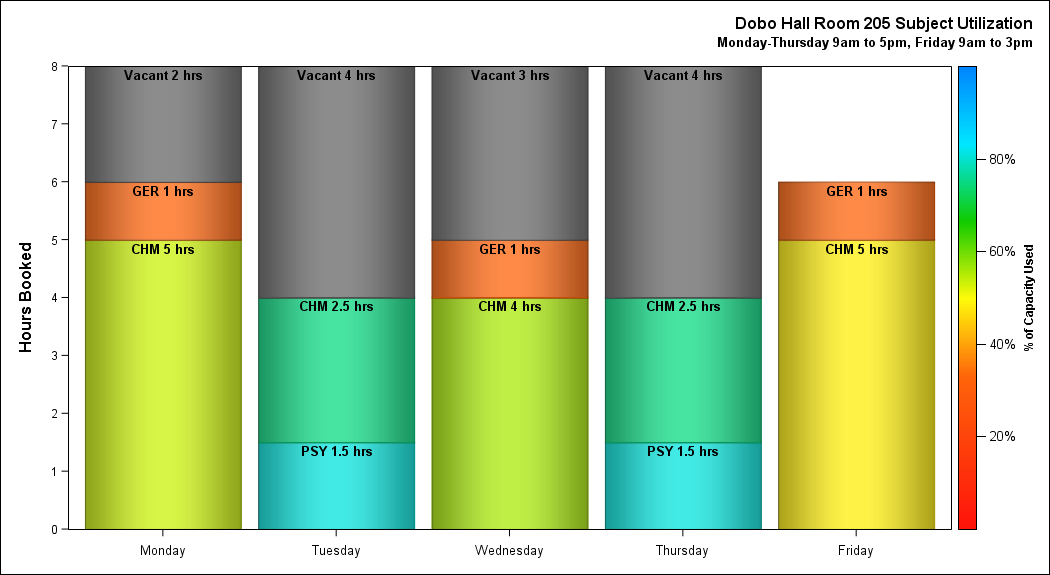 Dobo Hall Room 205 Subject Utilization
Monday-Thursday 9am to 5pm, Friday 9am to 3pm
Hours Booked
8
7
6
5
4
3
2
1
0
Vacant 2 hrs
GER 1 hrs
CHM 5 hrs
Vacant 4 hrs
CHM 2.5 hrs
PSY 1.5 hrs
Vacant 3 hrs
GER 1 hrs
CHM 4 hrs
Vacant 4 hrs
CHM 2.5 hrs
PSY 1.5 hrs
GER 1 hrs
CHM 5 hrs
Monday
Tuesday
Wednesday
Thursday
Friday
80%
60%
40%
20%
% of Capacity Used